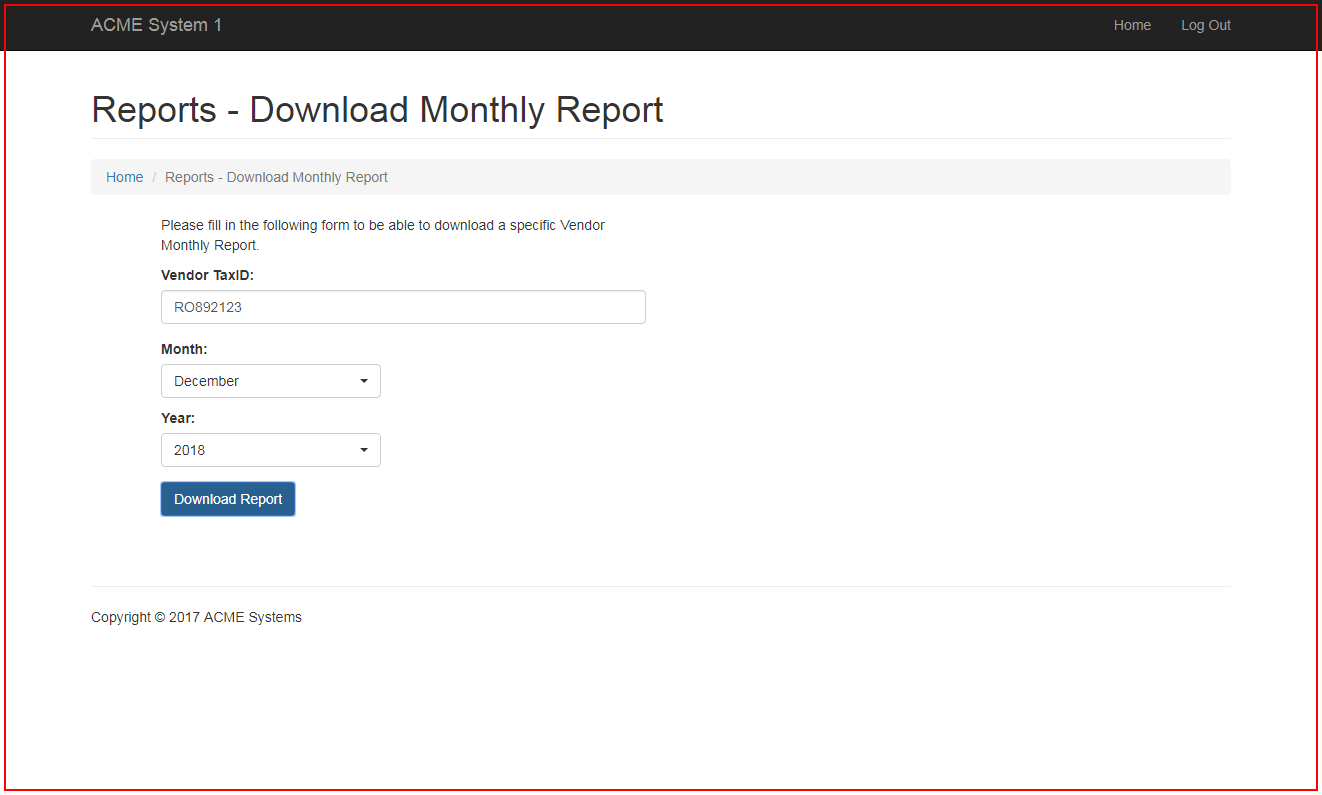 ACME System 1
Home
Log Out
Reports - Download Monthly Report
Home / Reports - Download Monthly Report
Please fill in the following form to be able to download a specific Vendor
Monthly Report.
Vendor TaxID:
RO892123
Month:
December
Year:
2018
Download Report
Copyright © 2017 ACME Systems